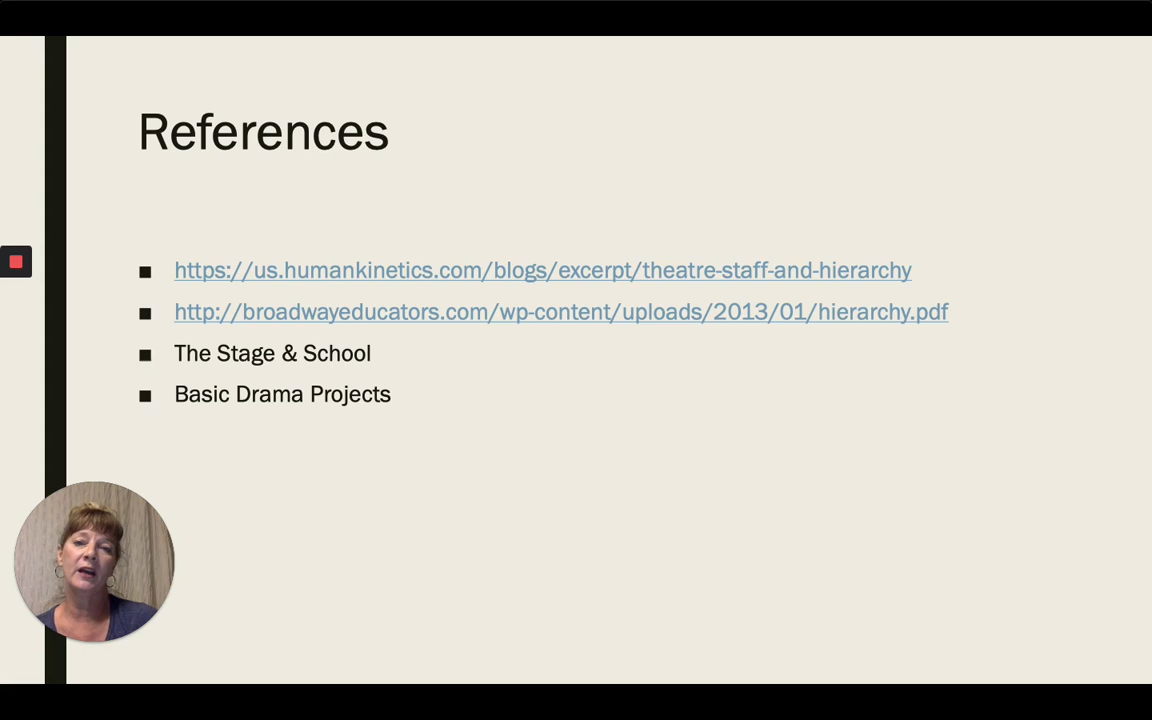 References
https://us.humankinetics.com/blogs/excerpt/theatre-staff-and-hierarchy
http://broadwayeducators.com/wp-content/uploads/2013/01/hierarchy.pdf
The Stage & School
Basic Drama Projects